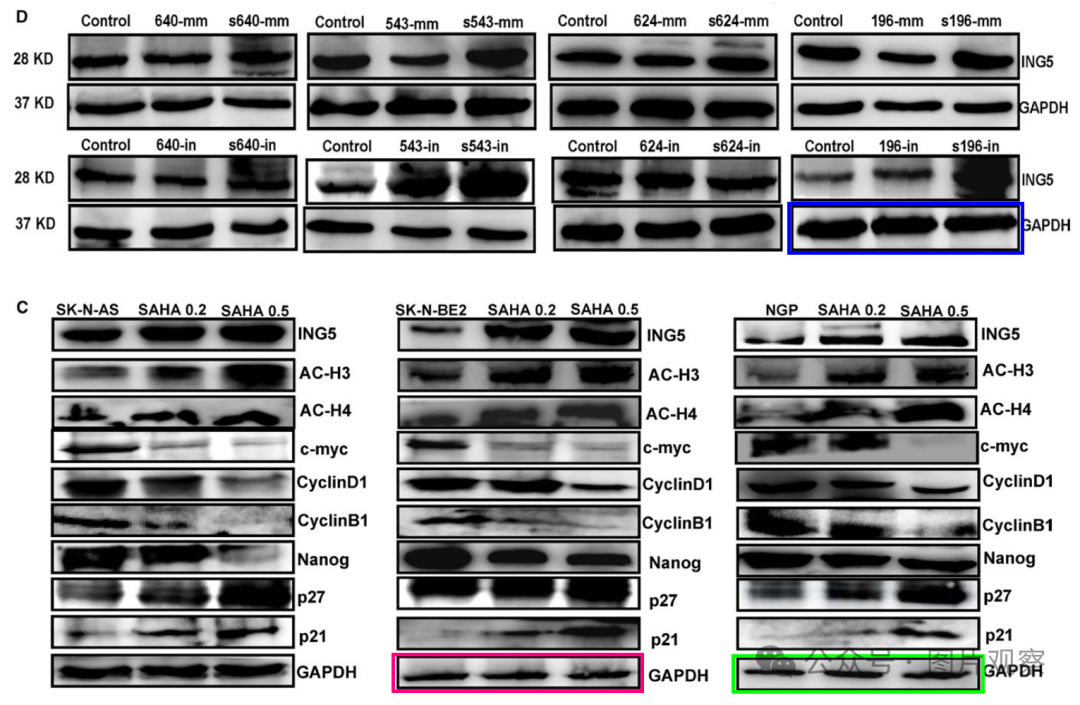 D
Control 640-mm s640-mm Control 543-mm s543-mm Control 624-mm s624-mm Control 196-mm s196-mm
28 KD ING5
37 KD GAPDH
Control 640-in s640-in Control 543-in s543-in Control 624-in s624-in Control 196-in s196-in
28 KD ING5
37 KD GAPDH
C
SK-N-AS SAHA 0.2 SAHA 0.5 SK-N-BE2 SAHA 0.2 SAHA 0.5 NGP SAHA 0.2 SAHA 0.5
ING5 ING5 ING5
AC-H3 AC-H3 AC-H3
AC-H4 AC-H4 AC-H4
c-myc c-myc c-myc
CyclinD1 CyclinD1 CyclinD1
CyclinB1 CyclinB1 CyclinB1
Nanog Nanog Nanog
p27 p27 p27
p21 p21 p21
公众号 · 图片观察
GAPDH GAPDH GAPDH